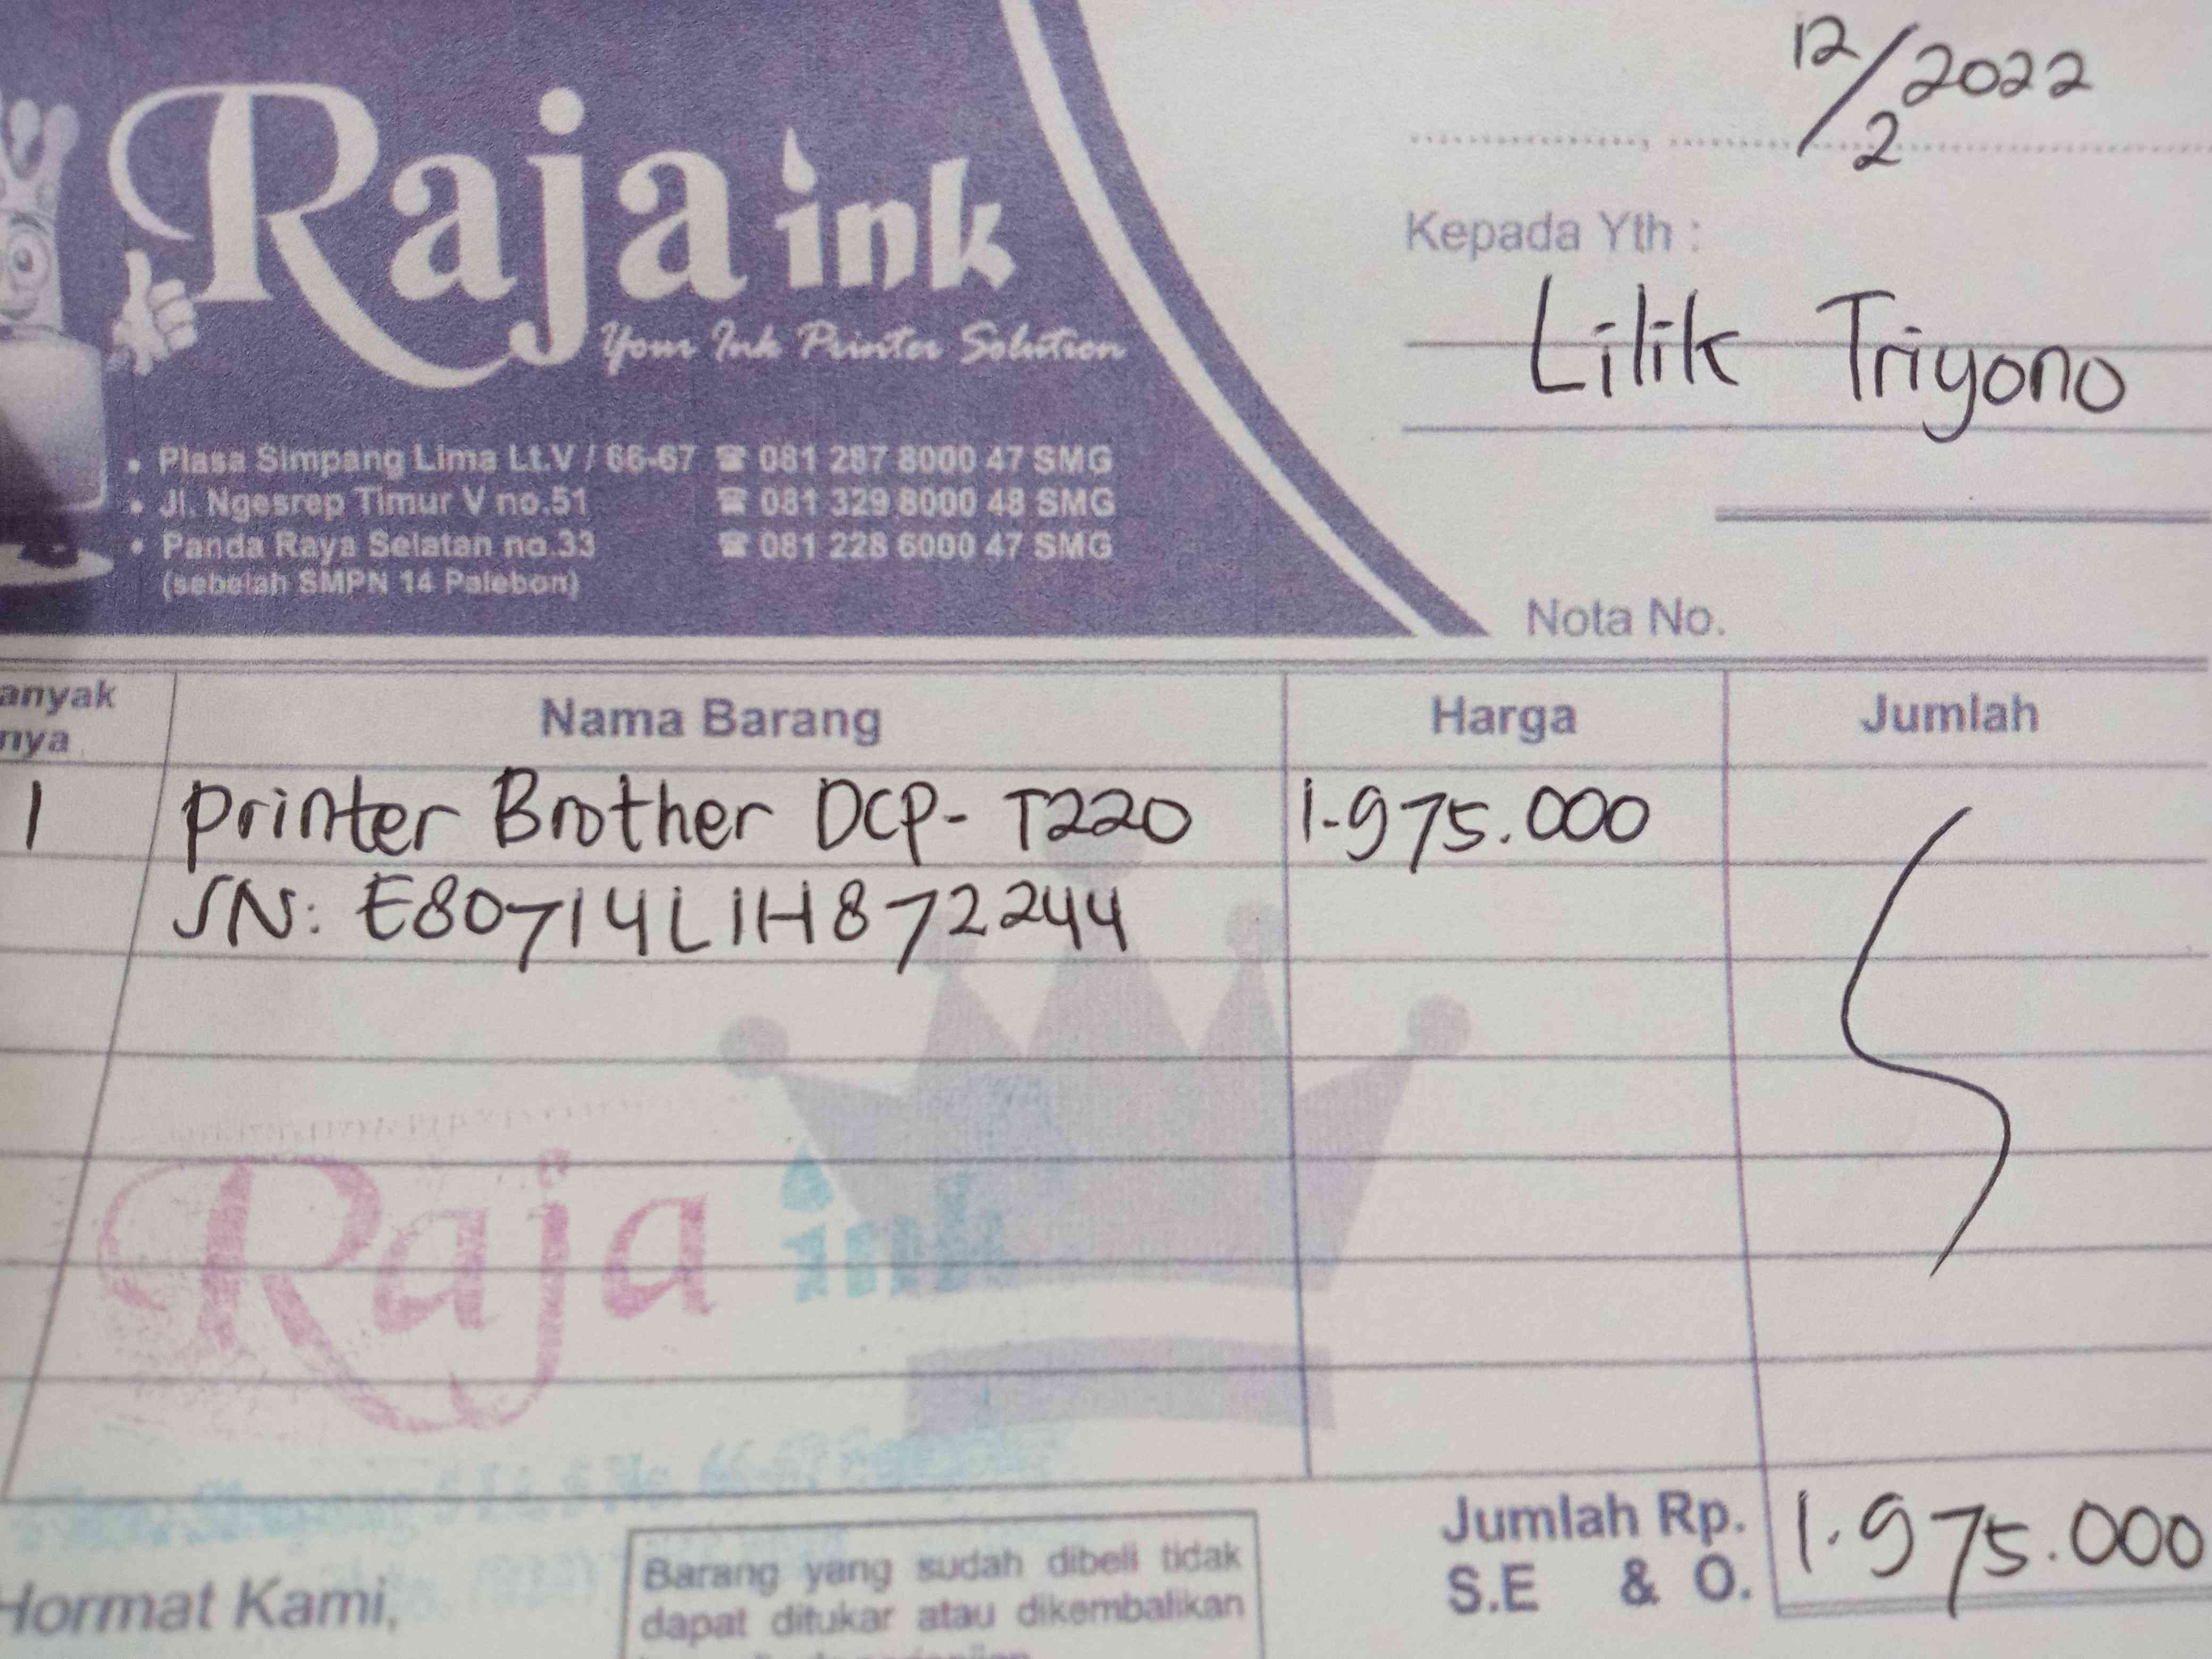 Raja ink
Your Ink Printer Solution
• Plasa Simpang Lima Lt.V / 66-67 ☎ 081 287 8000 47 SMG
• Jl. Ngesrep Timur V no.51 ☎ 081 329 8000 48 SMG
• Panda Raya Selatan no.33 ☎ 081 228 6000 47 SMG
(sebelah SMPN 14 Palebon)
12/2 2022
Kepada Yth :
Lilik Triyono
Nota No.
anyak
nya
Nama Barang
Harga
Jumlah
1 printer Brother DCP-T220 1.975.000
SN: E80714L1H872244
Raja ink
Jumlah Rp. 1.975.000
S.E & O.
Hormat Kami,
Barang yang sudah dibeli tidak
dapat ditukar atau dikembalikan